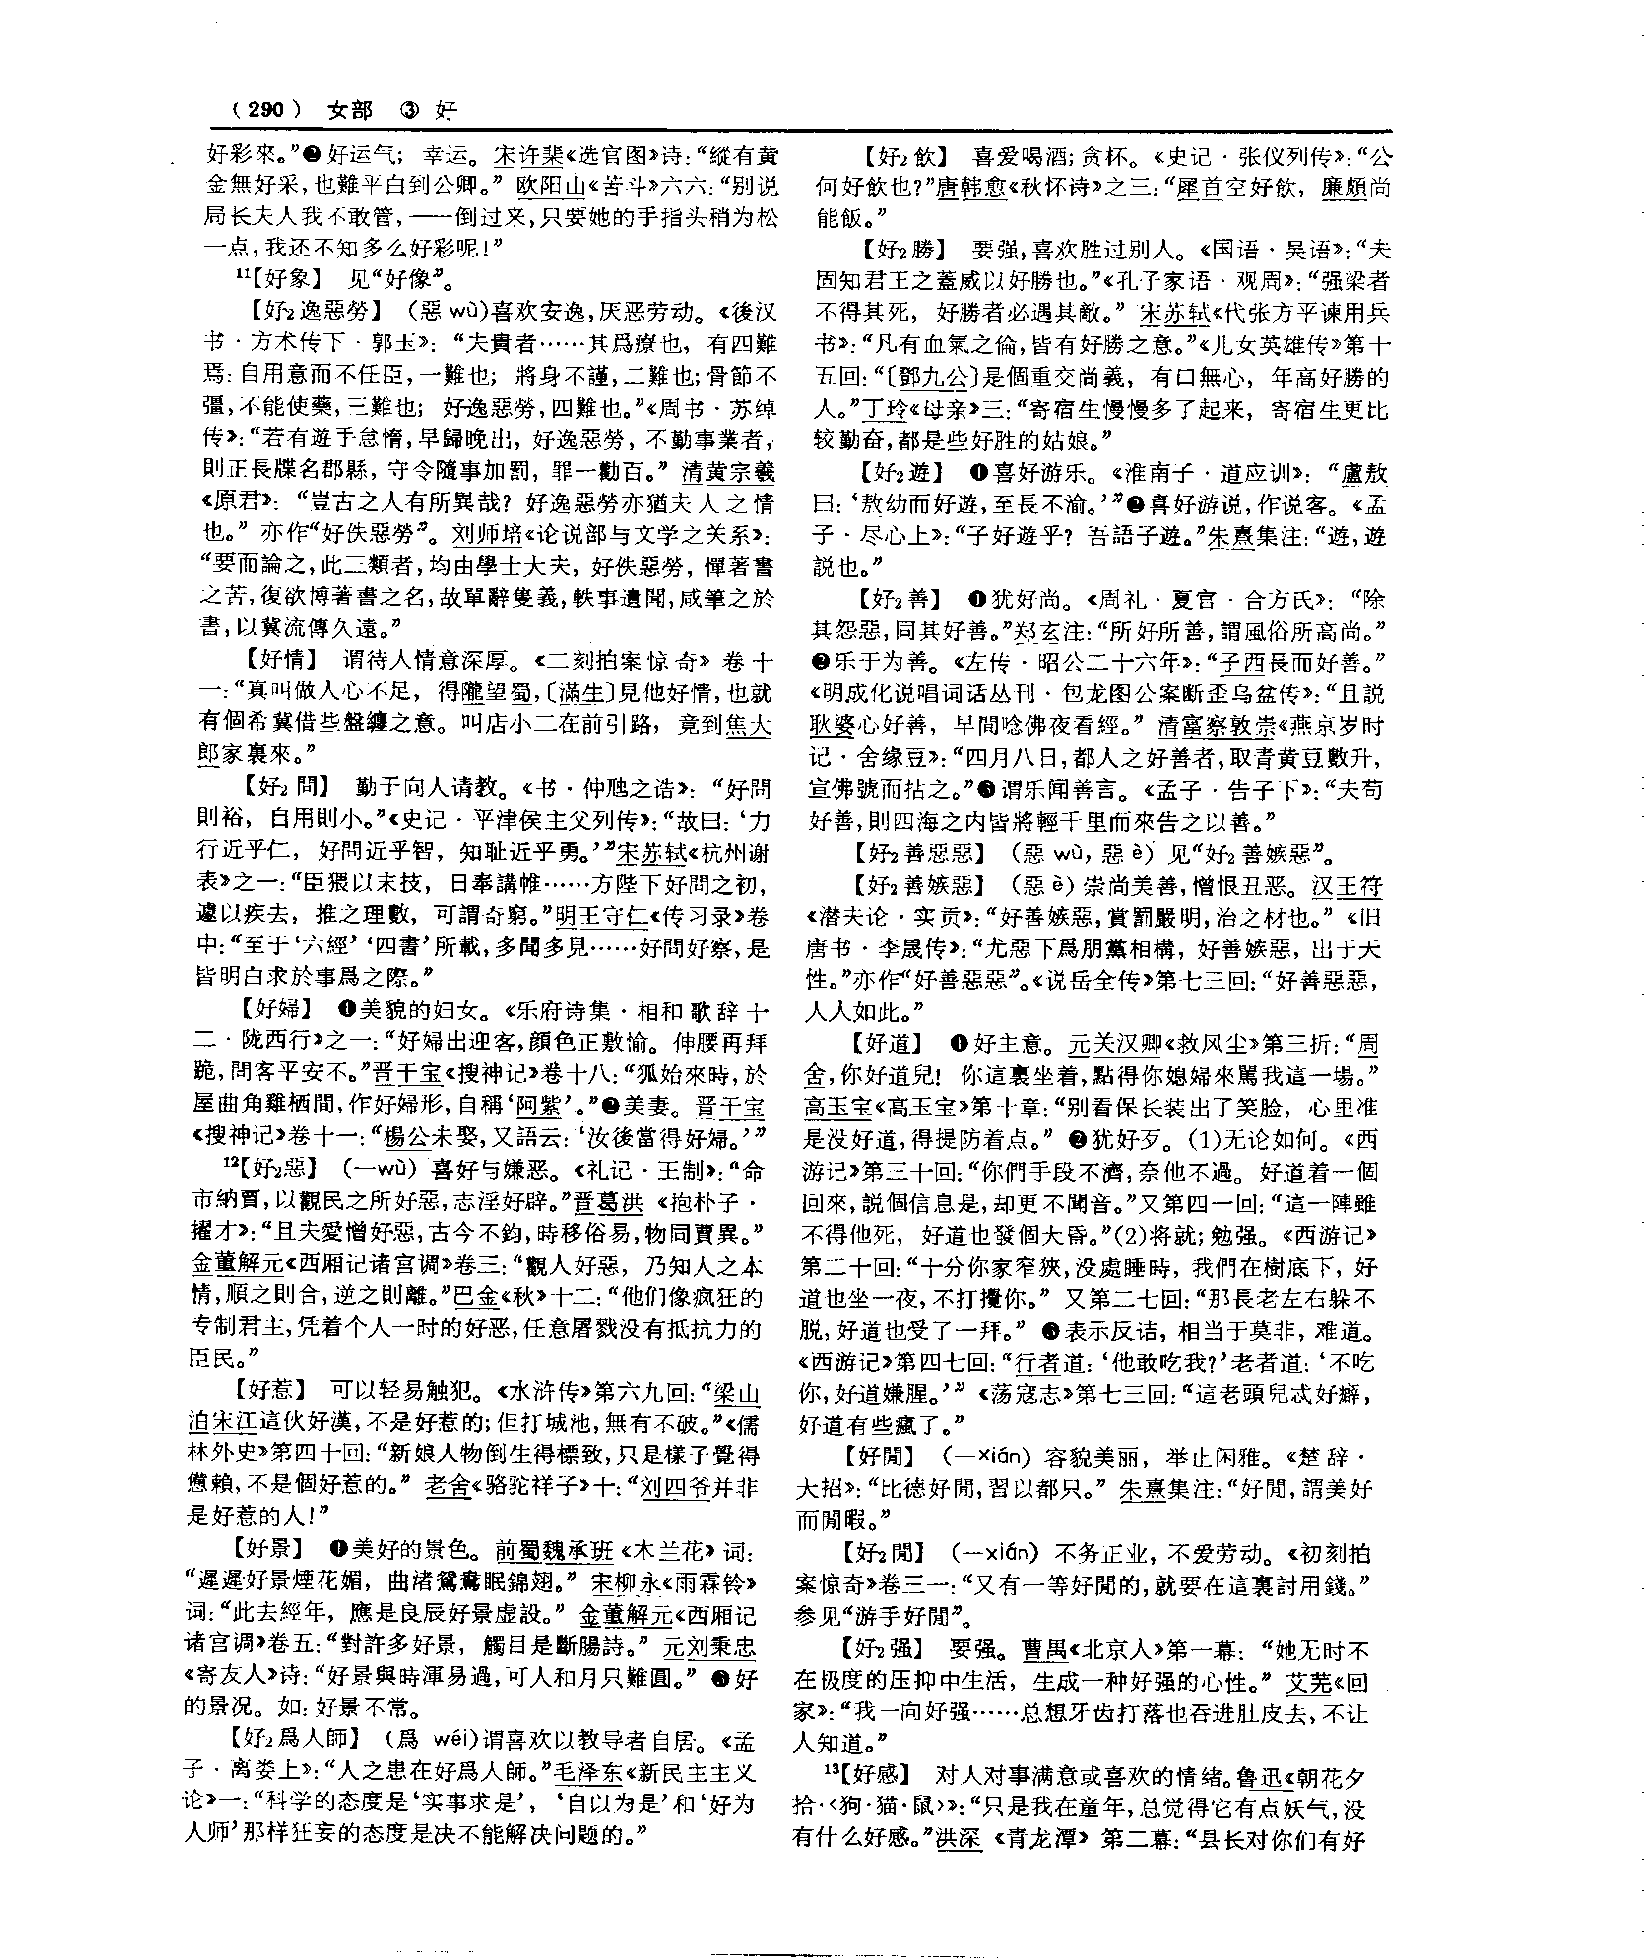 （290） 女部 ③ 好
好彩來。”❷好运气；幸运。宋许棐《选官图》诗：“縱有黄
金無好采，也難平白到公卿。”欧阳山《苦斗》六六：“别说
局长夫人我不敢管，——倒过来，只要她的手指头稍为松
一点，我还不知多么好彩呢！”
¹¹【好象】 见“好像”。
【好₂逸惡勞】（惡 wù）喜欢安逸，厌恶劳动。《後汉
书·方术传下·郭玉》：“夫貴者……其爲療也，有四難
焉：自用意而不任臣，一難也；將身不謹，二難也；骨節不
彊，不能使藥，三難也；好逸惡勞，四難也。”《周书·苏绰
传》：“若有遊手怠惰，早歸晚出，好逸惡勞，不勤事業者，
則正長牒名郡縣，守令隨事加罰，罪一勸百。”清黄宗羲
《原君》：“豈古之人有所異哉？好逸惡勞亦猶夫人之情
也。”亦作“好佚惡勞”。刘师培《论说部与文学之关系》：
“要而論之，此三類者，均由學士大夫，好佚惡勞，憚著書
之苦，復欲博著書之名，故單辭隻義，軼事遺聞，咸筆之於
書，以冀流傳久遠。”
【好情】 谓待人情意深厚。《二刻拍案惊奇》卷十
一：“真叫做人心不足，得隴望蜀，〔滿生〕見他好情，也就
有個希冀借些盤纏之意。叫店小二在前引路，竟到焦大
郎家裏來。”
【好₂問】 勤于向人请教。《书·仲虺之诰》：“好問
則裕，自用則小。”《史记·平津侯主父列传》：“故曰：‘力
行近乎仁，好問近乎智，知耻近乎勇。’”宋苏轼《杭州谢
表》之一：“臣猥以末技，日奉講帷……方陛下好問之初，
遽以疾去，推之理數，可謂奇窮。”明王守仁《传习录》卷
中：“至于‘六經’‘四書’所載，多聞多見……好問好察，是
皆明白求於事爲之際。”
【好婦】 ❶美貌的妇女。《乐府诗集·相和歌辞十
二·陇西行》之一：“好婦出迎客，顔色正敷愉。伸腰再拜
跪，問客平安不。”晋干宝《搜神记》卷十八：“狐始來時，於
屋曲角雞栖間，作好婦形，自稱‘阿紫’。”❷美妻。晋干宝
《搜神记》卷十一：“楊公未娶，又語云：‘汝後當得好婦。’”
¹²【好₂惡】（—wù）喜好与嫌恶。《礼记·王制》：“命
市納賈，以觀民之所好惡，志淫好辟。”晋葛洪《抱朴子·
擢才》：“且夫愛憎好惡，古今不鈞，時移俗易，物同賈異。”
金董解元《西厢记诸宫调》卷三：“觀人好惡，乃知人之本
情，順之則合，逆之則離。”巴金《秋》十二：“他们像疯狂的
专制君主，凭着个人一时的好恶，任意屠戮没有抵抗力的
臣民。”
【好惹】 可以轻易触犯。《水浒传》第六九回：“梁山
泊宋江這伙好漢，不是好惹的；但打城池，無有不破。”《儒
林外史》第四十回：“新娘人物倒生得標致，只是樣子覺得
憊賴，不是個好惹的。”老舍《骆驼祥子》十：“刘四爷并非
是好惹的人！”
【好景】 ❶美好的景色。前蜀魏承班《木兰花》词：
“遲遲好景煙花媚，曲渚鴛鴦眠錦翅。”宋柳永《雨霖铃》
词：“此去經年，應是良辰好景虚設。”金董解元《西厢记
诸宫调》卷五：“對許多好景，觸目是斷腸詩。”元刘秉忠
《寄友人》诗：“好景與時渾易過，可人和月只難圓。”❷好
的景况。如：好景不常。
【好₂爲人師】（爲 wéi）谓喜欢以教导者自居。《孟
子·离娄上》：“人之患在好爲人師。”毛泽东《新民主主义
论》一：“科学的态度是‘实事求是’，‘自以为是’和‘好为
人师’那样狂妄的态度是决不能解决问题的。”
【好₂飲】 喜爱喝酒；贪杯。《史记·张仪列传》：“公
何好飲也？”唐韩愈《秋怀诗》之三：“犀首空好飲，廉頗尚
能飯。”
【好₂勝】 要强，喜欢胜过别人。《国语·吴语》：“夫
固知君王之蓋威以好勝也。”《孔子家语·观周》：“强梁者
不得其死，好勝者必遇其敵。”宋苏轼《代张方平谏用兵
书》：“凡有血氣之倫，皆有好勝之意。”《儿女英雄传》第十
五回：“〔鄧九公〕是個重交尚義，有口無心，年高好勝的
人。”丁玲《母亲》三：“寄宿生慢慢多了起来，寄宿生更比
较勤奋，都是些好胜的姑娘。”
【好₂遊】 ❶喜好游乐。《淮南子·道应训》：“盧敖
曰：‘敖幼而好遊，至長不渝。’”❷喜好游说，作说客。《孟
子·尽心上》：“子好遊乎？吾語子遊。”朱熹集注：“遊，遊
説也。”
【好₂善】 ❶犹好尚。《周礼·夏官·合方氏》：“除
其怨惡，同其好善。”郑玄注：“所好所善，謂風俗所高尚。”
❷乐于为善。《左传·昭公二十六年》：“子西長而好善。”
《明成化说唱词话丛刊·包龙图公案断歪乌盆传》：“且説
耿婆心好善，早間唸佛夜看經。”清富察敦崇《燕京岁时
记·舍缘豆》：“四月八日，都人之好善者，取青黄豆數升，
宣佛號而拈之。”❸谓乐闻善言。《孟子·告子下》：“夫苟
好善，則四海之内皆將輕千里而來告之以善。”
【好₂善惡惡】（惡 wù，惡 è）见“好₂善嫉惡”。
【好₂善嫉惡】（惡 è）崇尚美善，憎恨丑恶。汉王符
《潜夫论·实贡》：“好善嫉惡，賞罰嚴明，治之材也。”《旧
唐书·李晟传》：“尤惡下爲朋黨相構，好善嫉惡，出于天
性。”亦作“好善惡惡”。《说岳全传》第七三回：“好善惡惡，
人人如此。”
【好道】 ❶好主意。元关汉卿《救风尘》第三折：“周
舍，你好道兒！你這裏坐着，點得你媳婦來駡我這一場。”
高玉宝《高玉宝》第十章：“别看保长装出了笑脸，心里准
是没好道，得提防着点。”❷犹好歹。(1)无论如何。《西
游记》第三十回：“你們手段不濟，奈他不過。好道着一個
回來，説個信息是，却更不聞音。”又第四一回：“這一陣雖
不得他死，好道也發個大昏。”(2)将就；勉强。《西游记》
第二十回：“十分你家窄狹，没處睡時，我們在樹底下，好
道也坐一夜，不打攪你。”又第二七回：“那長老左右躲不
脱，好道也受了一拜。”❸表示反诘，相当于莫非，难道。
《西游记》第四七回：“行者道：‘他敢吃我？’老者道：‘不吃
你，好道嫌腥。’”《荡寇志》第七三回：“這老頭兒忒好癖，
好道有些瘋了。”
【好閒】（—xián）容貌美丽，举止闲雅。《楚辞·
大招》：“比德好閒，習以都只。”朱熹集注：“好閒，謂美好
而閒暇。”
【好₂閒】（—xián）不务正业，不爱劳动。《初刻拍
案惊奇》卷三一：“又有一等好閒的，就要在這裏討用錢。”
参见“游手好閒”。
【好₂强】 要强。曹禺《北京人》第一幕：“她无时不
在极度的压抑中生活，生成一种好强的心性。”艾芜《回
家》：“我一向好强……总想牙齿打落也吞进肚皮去，不让
人知道。”
¹³【好感】 对人对事满意或喜欢的情绪。鲁迅《朝花夕
拾·〈狗·猫·鼠〉》：“只是我在童年，总觉得它有点妖气，没
有什么好感。”洪深《青龙潭》第二幕：“县长对你们有好